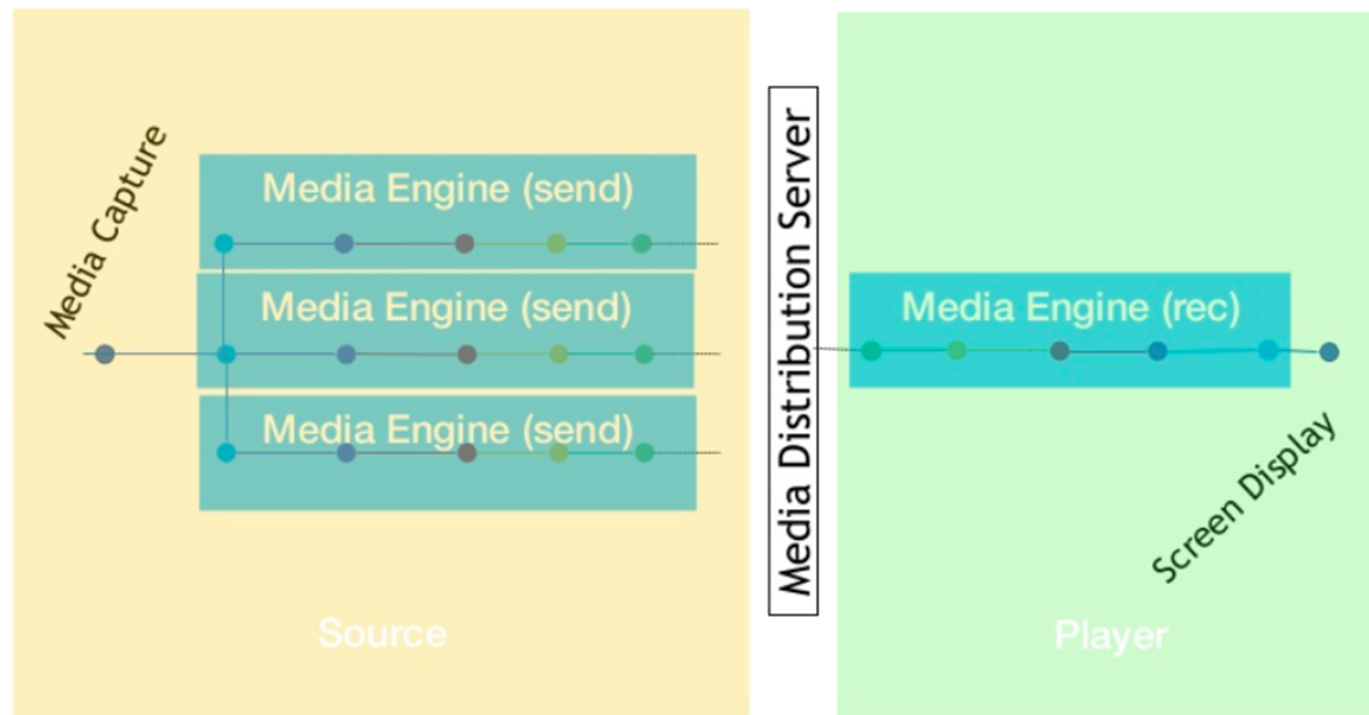 Media Capture
Media Engine (send)
Media Engine (send)
Media Engine (send)
Source
Media Distribution Server
Media Engine (rec)
Screen Display
Player